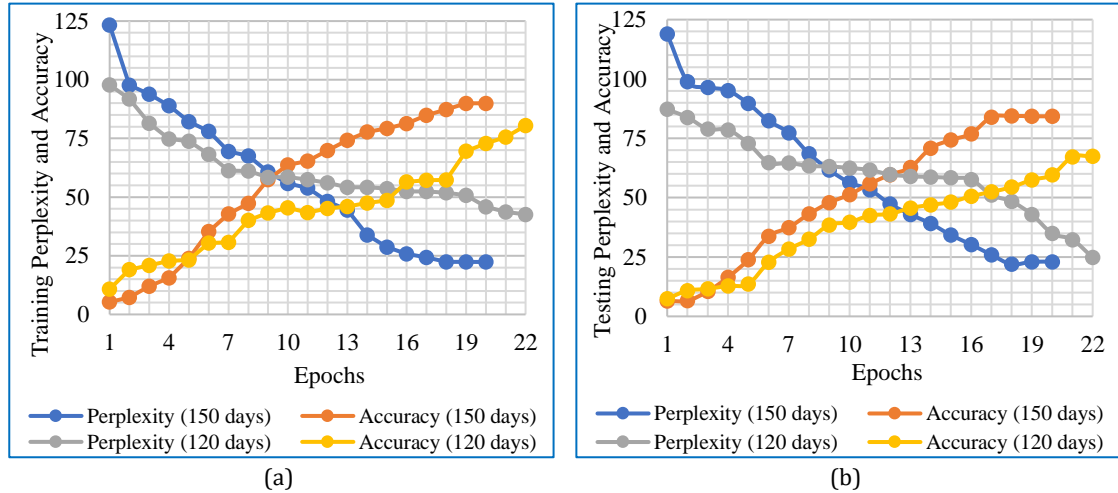 Training Perplexity and Accuracy
125
100
75
50
25
0
1 4 7 10 13 16 19 22
Epochs
Perplexity (150 days) Accuracy (150 days)
Perplexity (120 days) Accuracy (120 days)
(a)
Testing Perplexity and Accuracy
125
100
75
50
25
0
1 4 7 10 13 16 19 22
Epochs
Perplexity (150 days) Accuracy (150 days)
Perplexity (120 days) Accuracy (120 days)
(b)